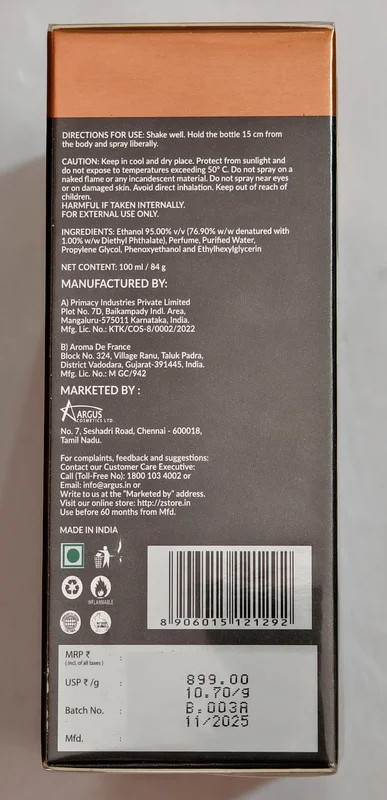 DIRECTIONS FOR USE: Shake well. Hold the bottle 15 cm from
the body and spray liberally.
CAUTION: Keep in cool and dry place. Protect from sunlight and
do not expose to temperatures exceeding 50° C. Do not spray on a
naked flame or any incandescent material. Do not spray near eyes
or on damaged skin. Avoid direct inhalation. Keep out of reach of
children.
HARMFUL IF TAKEN INTERNALLY.
FOR EXTERNAL USE ONLY.
INGREDIENTS: Ethanol 95.00% v/v (76.90% w/w denatured with
1.00% w/w Diethyl Phthalate), Perfume, Purified Water,
Propylene Glycol, Phenoxyethanol and Ethylhexylglycerin
NET CONTENT: 100 ml / 84 g
MANUFACTURED BY:
A) Primacy Industries Private Limited
Plot No. 7D, Baikampady Indl. Area,
Mangaluru-575011 Karnataka, India.
Mfg. Lic. No.: KTK/COS-8/0002/2022
B) Aroma De France
Block No. 324, Village Ranu, Taluk Padra,
District Vadodara, Gujarat-391445, India.
Mfg. Lic. No.: M GC/942
MARKETED BY :
ARGUS
COSMETICS LTD.
No. 7, Seshadri Road, Chennai - 600018,
Tamil Nadu.
For complaints, feedback and suggestions:
Contact our Customer Care Executive:
Call (Toll-Free No): 1800 103 4002 or
Email: info@argus.in or
Write to us at the "Marketed by" address.
Visit our online store: http://zstore.in
Use before 60 months from Mfd.
MADE IN INDIA
INFLAMMABLE
8 906015 121292
MRP ₹ :
(incl. of all taxes)
899.00
USP ₹ /g : 10.70/g
Batch No. : B.003A
Mfd. : 11/2025